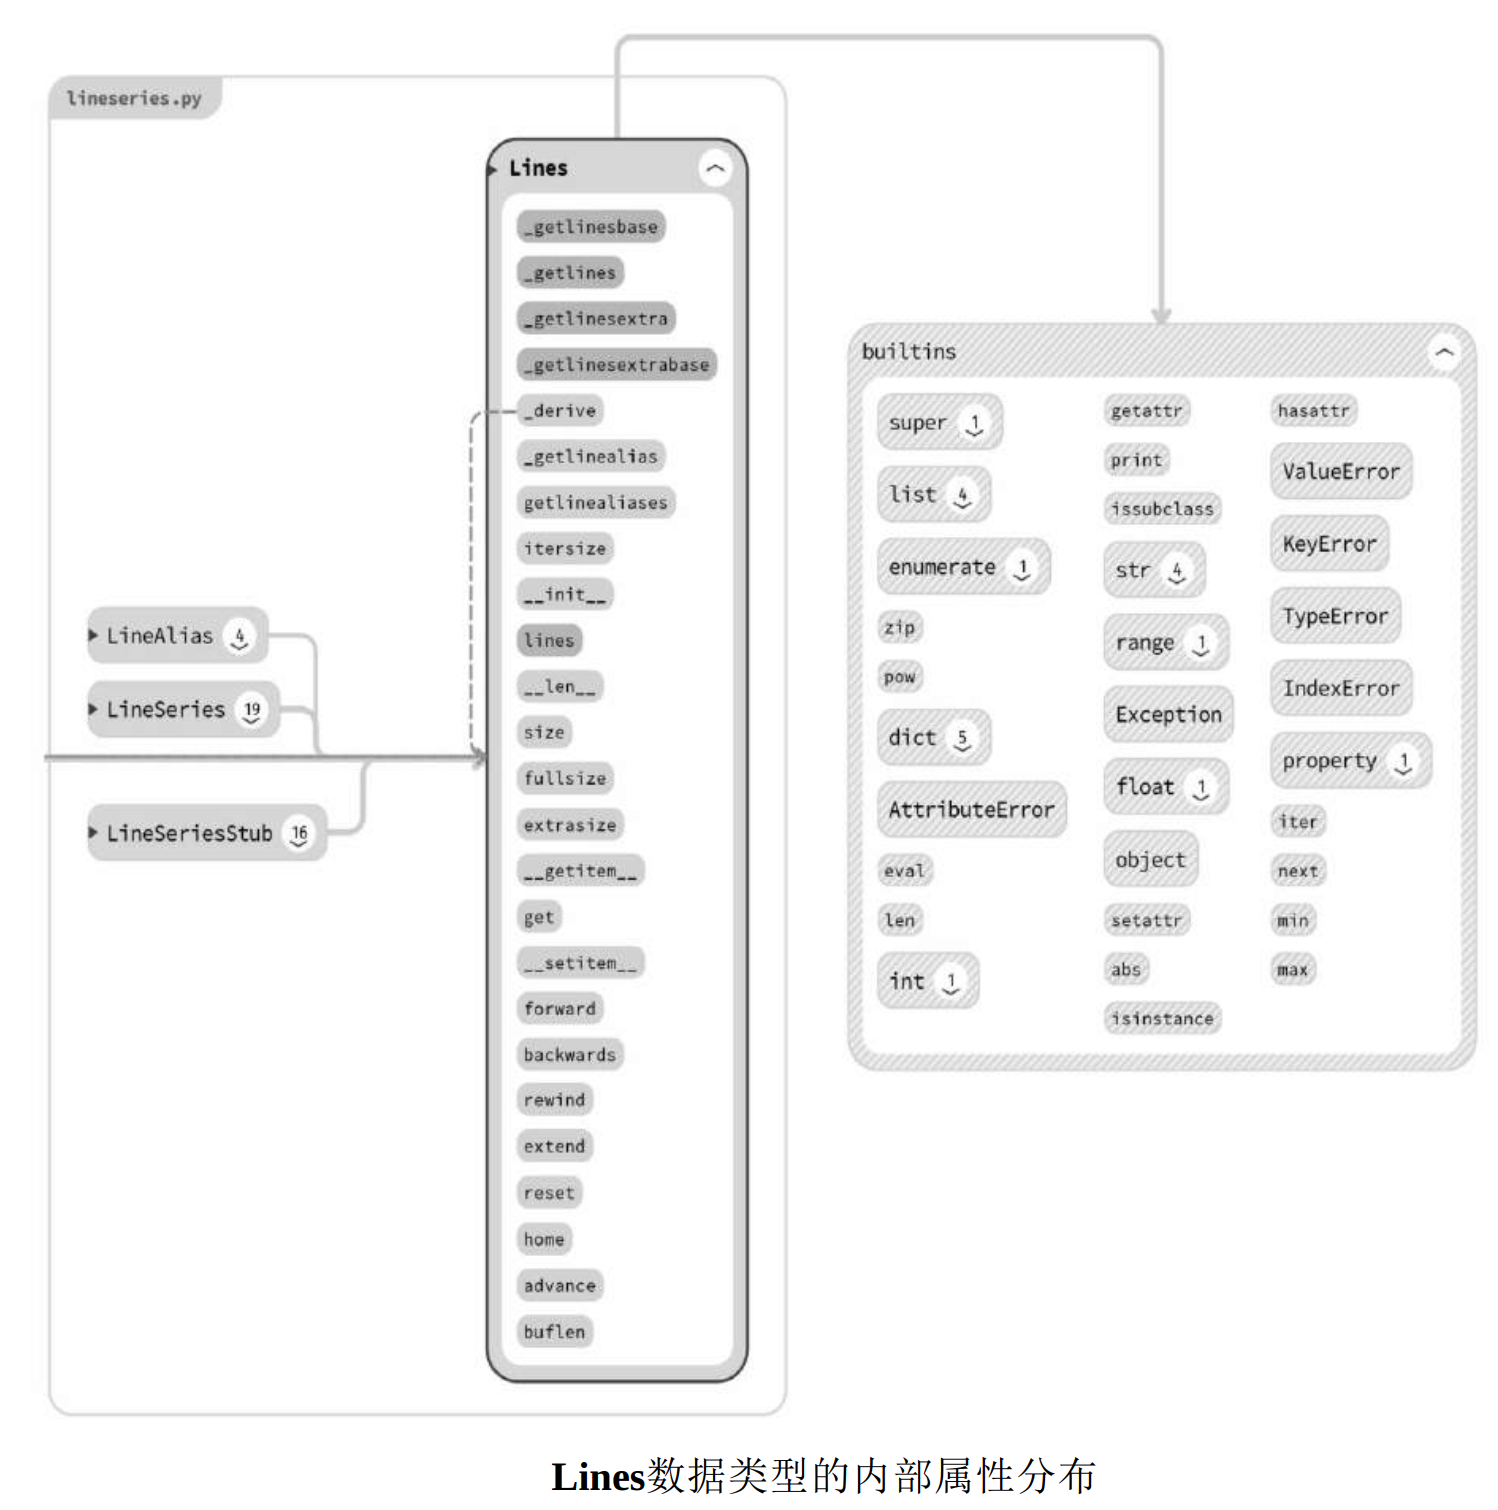 lineseries.py
Lines
_getlinesbase
_getlines
_getlinesextra
_getlinesextrabase
_derive
_getlinealias
getlinealiases
itersize
__init__
lines
__len__
size
fullsize
extrasize
__getitem__
get
__setitem__
forward
backwards
rewind
extend
reset
home
advance
buflen
LineAlias 4
LineSeries 19
LineSeriesStub 16
builtins
super 1
list 4
enumerate 1
zip
pow
dict 5
AttributeError
eval
len
int 1
getattr
print
issubclass
str 4
range 1
Exception
float 1
object
setattr
abs
isinstance
hasattr
ValueError
KeyError
TypeError
IndexError
property 1
iter
next
min
max
Lines数据类型的内部属性分布